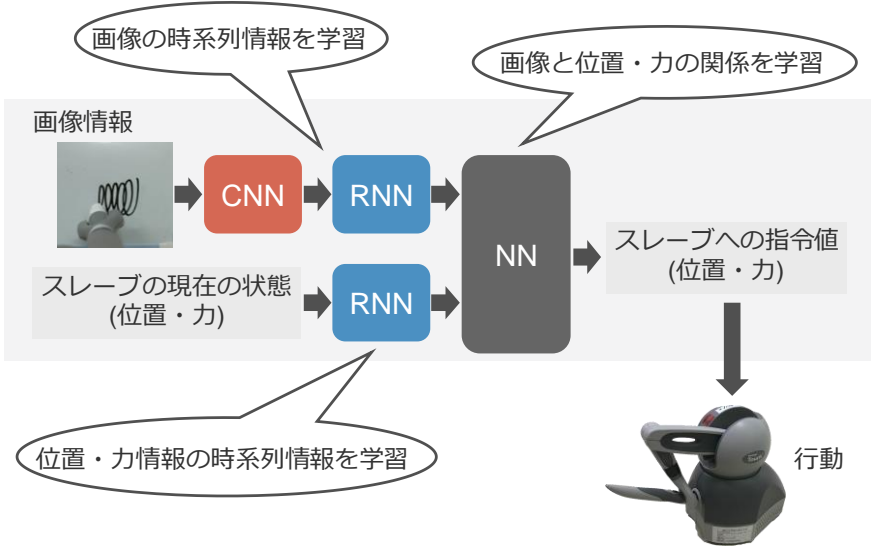 画像の時系列情報を学習
画像と位置・力の関係を学習
画像情報
CNN
RNN
NN
スレーブへの指令値
(位置・力)
スレーブの現在の状態
(位置・力)
RNN
位置・力情報の時系列情報を学習
行動